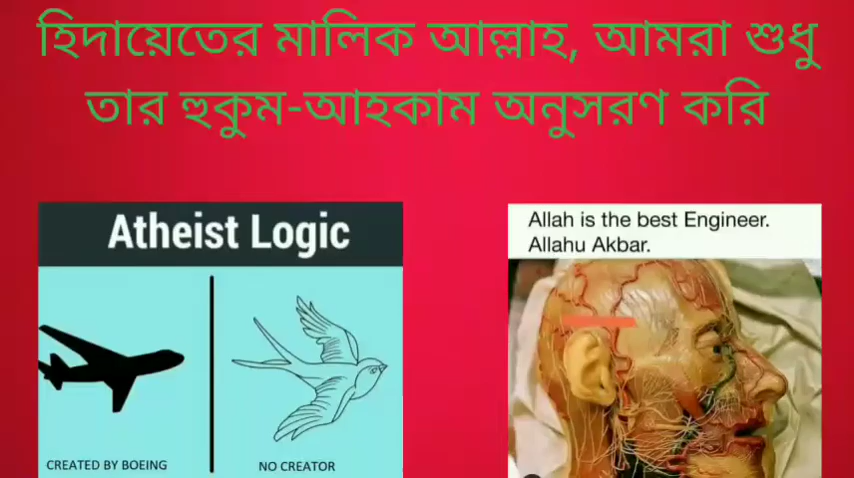 হিদায়েতের মালিক আল্লাহ, আমরা শুধু
তার হুকুম-আহকাম অনুসরণ করি
Atheist Logic
CREATED BY BOEING
NO CREATOR
Allah is the best Engineer.
Allahu Akbar.